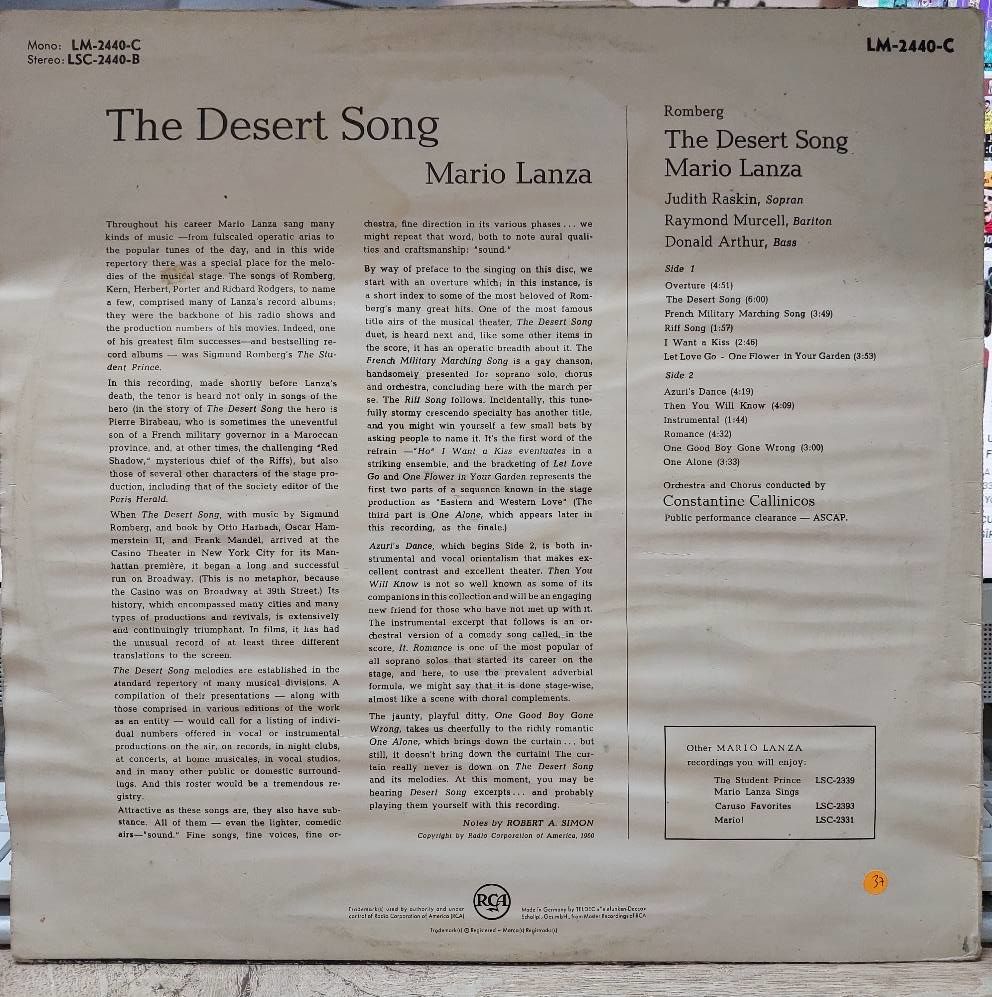 Mono: LM-2440-C
Stereo: LSC-2440-B
LM-2440-C
The Desert Song
Mario Lanza
Throughout his career Mario Lanza sang many
kinds of music —from fulscaled operatic arias to
the popular tunes of the day, and in this wide
repertory there was a special place for the melo-
dies of the musical stage. The songs of Romberg,
Kern, Herbert, Porter and Richard Rodgers, to name
a few, comprised many of Lanza's record albums;
they were the backbone of his radio shows and
the production numbers of his movies. Indeed, one
of his greatest film successes—and bestselling re-
cord albums — was Sigmund Romberg's The Stu-
dent Prince.
In this recording, made shortly before Lanza's
death, the tenor is heard not only in songs of the
hero (in the story of The Desert Song the hero is
Pierre Birabeau, who is sometimes the uneventful
son of a French military governor in a Maroccan
province, and, at other times, the challenging "Red
Shadow," mysterious chief of the Riffs), but also
those of several other characters of the stage pro-
duction, including that of the society editor of the
Paris Herald.
When The Desert Song, with music by Sigmund
Romberg, and book by Otto Harbach, Oscar Ham-
merstein II, and Frank Mandel, arrived at the
Casino Theater in New York City for its Man-
hattan première, it began a long and successful
run on Broadway. (This is no metaphor, because
the Casino was on Broadway at 39th Street.) Its
history, which encompassed many cities and many
types of productions and revivals, is extensively
and continuingly triumphant. In films, it has had
the unusual record of at least three different
translations to the screen.
The Desert Song melodies are established in the
standard repertory of many musical divisions. A
compilation of their presentations — along with
those comprised in various editions of the work
as an entity — would call for a listing of indivi-
dual numbers offered in vocal or instrumental
productions on the air, on records, in night clubs,
at concerts, at home musicales, in vocal studios,
and in many other public or domestic surround-
ings. And this roster would be a tremendous re-
gistry.
Attractive as these songs are, they also have sub-
stance. All of them — even the lighter, comedic
airs—"sound." Fine songs, fine voices, fine or-
chestra, fine direction in its various phases... we
might repeat that word, both to note aural quali-
ties and craftsmanship: "sound."
By way of preface to the singing on this disc, we
start with an overture which, in this instance, is
a short index to some of the most beloved of Rom-
berg's many great hits. One of the most famous
title airs of the musical theater, The Desert Song
duet, is heard next and, like some other items in
the score, it has an operatic breadth about it. The
French Military Marching Song is a gay chanson,
handsomely presented for soprano solo, chorus
and orchestra, concluding here with the march per
se. The Riff Song follows. Incidentally, this tune-
fully stormy crescendo specialty has another title,
and you might win yourself a few small bets by
asking people to name it. It's the first word of the
refrain —"Ho" I Want a Kiss eventuates in a
striking ensemble, and the bracketing of Let Love
Go and One Flower in Your Garden represents the
first two parts of a sequence known in the stage
production as "Eastern and Western Love" (The
third part is One Alone, which appears later in
this recording, as the finale.)
Azuri's Dance, which begins Side 2, is both in-
strumental and vocal orientalism that makes ex-
cellent contrast and excellent theater. Then You
Will Know is not so well known as some of its
companions in this collection and will be an engaging
new friend for those who have not met up with it.
The instrumental excerpt that follows is an or-
chestral version of a comedy song called, in the
score, It. Romance is one of the most popular of
all soprano solos that started its career on the
stage, and here, to use the prevalent adverbial
formula, we might say that it is done stage-wise,
almost like a scene with choral complements.
The jaunty, playful ditty, One Good Boy Gone
Wrong, takes us cheerfully to the richly romantic
One Alone, which brings down the curtain... but
still, it doesn't bring down the curtain! The cur-
tain really never is down on The Desert Song
and its melodies. At this moment, you may be
hearing Desert Song excerpts... and probably
playing them yourself with this recording.
Notes by ROBERT A. SIMON
Copyright by Radio Corporation of America, 1960
Romberg
The Desert Song
Mario Lanza
Judith Raskin, Sopran
Raymond Murcell, Bariton
Donald Arthur, Bass
Side 1
Overture (4:51)
The Desert Song (6:00)
French Military Marching Song (3:49)
Riff Song (1:57)
I Want a Kiss (2:46)
Let Love Go - One Flower in Your Garden (3:53)
Side 2
Azuri's Dance (4:19)
Then You Will Know (4:09)
Instrumental (1:44)
Romance (4:32)
One Good Boy Gone Wrong (3:00)
One Alone (3:33)
Orchestra and Chorus conducted by
Constantine Callinicos
Public performance clearance — ASCAP.
Other MARIO LANZA
recordings you will enjoy:
The Student Prince LSC-2339
Mario Lanza Sings
Caruso Favorites LSC-2393
Mario! LSC-2331
37
RCA
Trademark(s) used by authority and under
control of Radio Corporation of America (RCA)
Made in Germany by TELDEC »Telefunken-Decca«
Schallpl.-Ges.mbH., from Master Recordings of RCA
Trademark(s) ® Registered - Marca(s) Registrada(s)